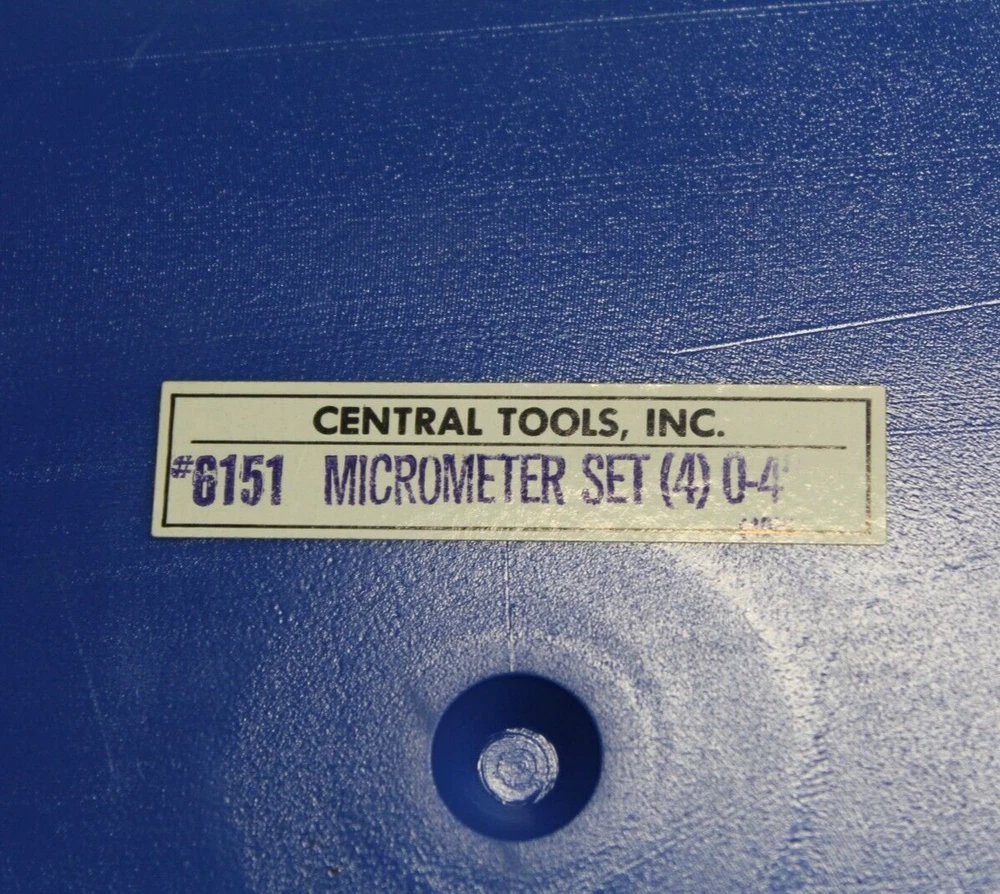 CENTRAL TOOLS, INC.
#6151 MICROMETER SET (4) 0-4"